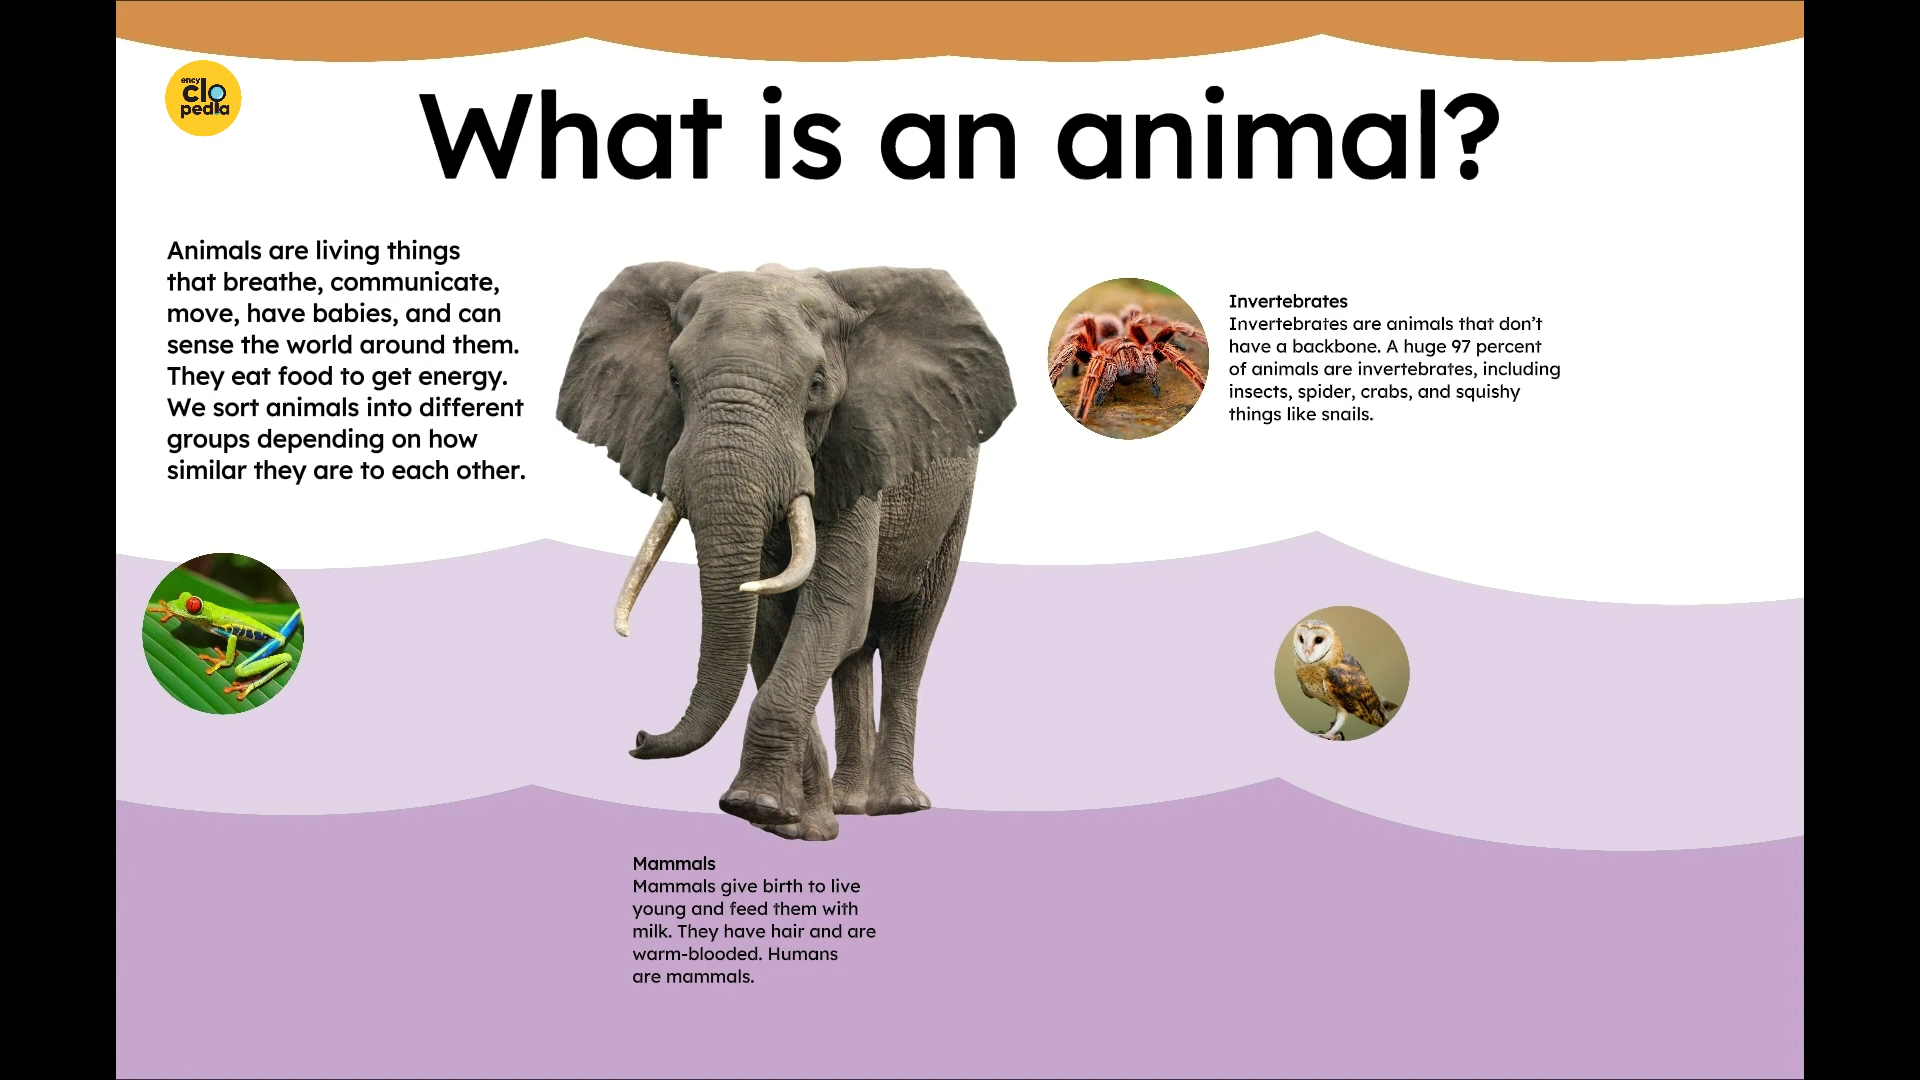 ency
clo
pedia
What is an animal?
Animals are living things
that breathe, communicate,
move, have babies, and can
sense the world around them.
They eat food to get energy.
We sort animals into different
groups depending on how
similar they are to each other.
Invertebrates
Invertebrates are animals that don’t
have a backbone. A huge 97 percent
of animals are invertebrates, including
insects, spider, crabs, and squishy
things like snails.
Mammals
Mammals give birth to live
young and feed them with
milk. They have hair and are
warm-blooded. Humans
are mammals.